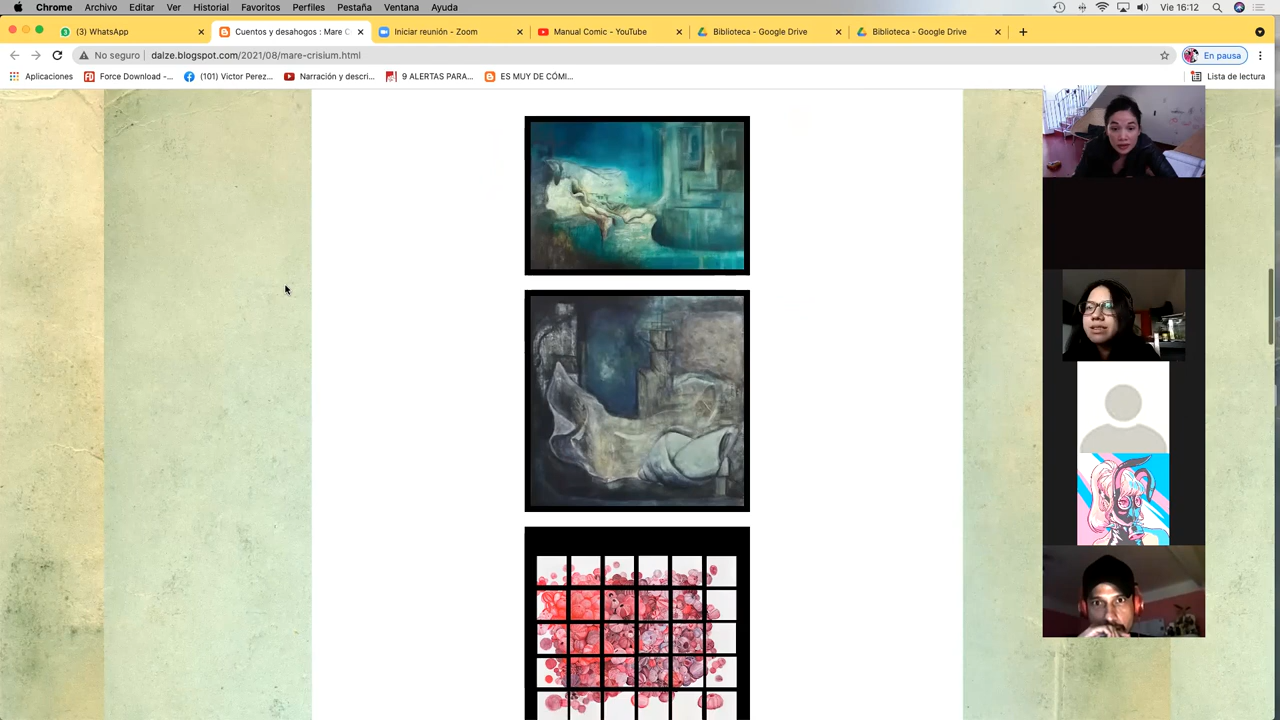 Chrome Archivo Editar Ver Historial Favoritos Perfiles Pestaña Ventana Ayuda Vie 16:12
(3) WhatsApp Cuentos y desahogos : Mare C Iniciar reunión - Zoom Manual Comic - YouTube Biblioteca - Google Drive Biblioteca - Google Drive
No seguro dalze.blogspot.com/2021/08/mare-crisium.html En pausa
Aplicaciones Force Download -... (101) Victor Perez... Narración y descri... 9 ALERTAS PARA... ES MUY DE CÓMI... Lista de lectura